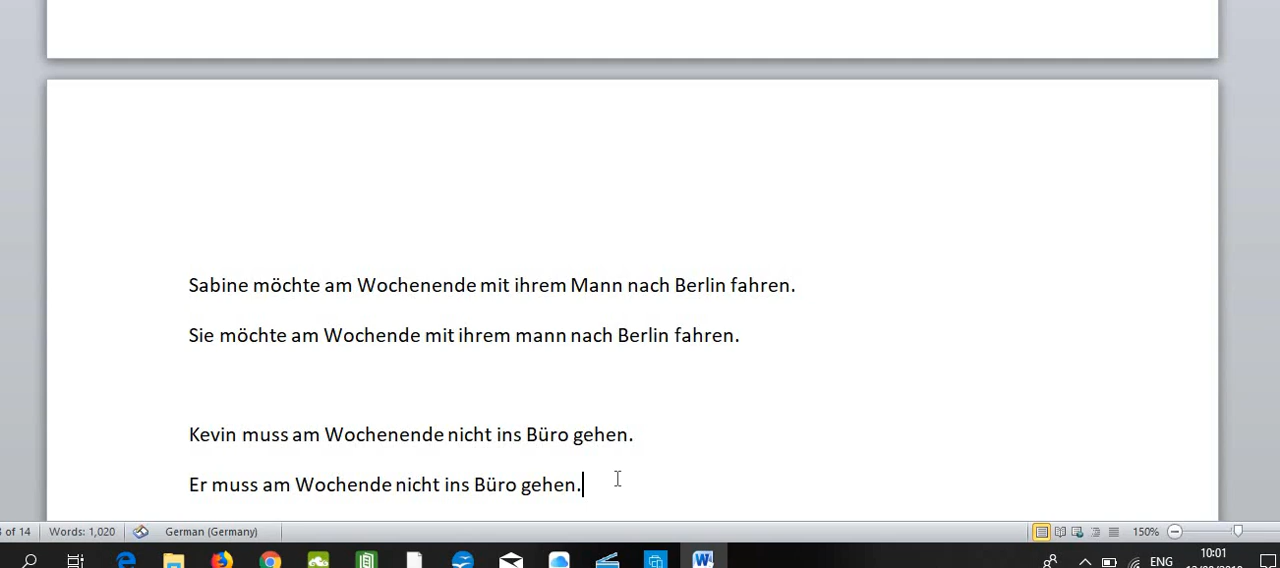 Sabine möchte am Wochenende mit ihrem Mann nach Berlin fahren.
Sie möchte am Wochende mit ihrem mann nach Berlin fahren.
Kevin muss am Wochenende nicht ins Büro gehen.
Er muss am Wochende nicht ins Büro gehen.
of 14 Words: 1,020 German (Germany) 150%
W ENG 10:01